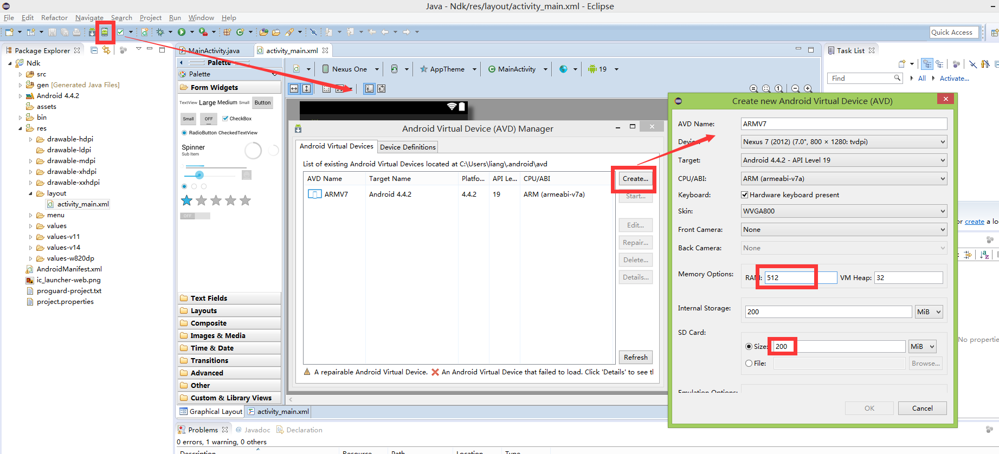 Java - Ndk/res/layout/activity_main.xml - Eclipse
File Edit Refactor Navigate Search Project Run Window Help
Quick Access
Package Explorer
Ndk
src
gen [Generated Java Files]
Android 4.4.2
assets
bin
res
drawable-hdpi
drawable-ldpi
drawable-mdpi
drawable-xhdpi
drawable-xxhdpi
layout
activity_main.xml
menu
values
values-v11
values-v14
values-w820dp
AndroidManifest.xml
ic_launcher-web.png
proguard-project.txt
project.properties
MainActivity.java
activity_main.xml
Palette
Palette
Form Widgets
TextView Large Medium Small Button
Small OFF CheckBox
RadioButton CheckedTextView
Spinner
Sub Item
OFF
Text Fields
Layouts
Composite
Images & Media
Time & Date
Transitions
Advanced
Other
Custom & Library Views
Graphical Layout
activity_main.xml
Nexus One
AppTheme
MainActivity
19
Android Virtual Device (AVD) Manager
Android Virtual Devices
Device Definitions
List of existing Android Virtual Devices located at C:\Users\liang\.android\avd
AVD Name Target Name Platfo... API Le... CPU/ABI
ARMV7 Android 4.4.2 4.4.2 19 ARM (armeabi-v7a)
Create...
Start...
Edit...
Repair...
Delete...
Details...
Refresh
A repairable Android Virtual Device. An Android Virtual Device that failed to load. Click 'Details' to see tl
Task List
Find
All
Activate...
or create a lo
No propertie
Create new Android Virtual Device (AVD)
AVD Name: ARMV7
Device: Nexus 7 (2012) (7.0", 800 × 1280: tvdpi)
Target: Android 4.4.2 - API Level 19
CPU/ABI: ARM (armeabi-v7a)
Keyboard: Hardware keyboard present
Skin: WVGA800
Front Camera: None
Back Camera: None
Memory Options: RAM: 512 VM Heap: 32
Internal Storage: 200 MiB
SD Card:
Size: 200 MiB
File: Browse...
Emulation Options:
OK Cancel
Problems
@ Javadoc
Declaration
0 errors, 1 warning, 0 others
Description Resource Path Location Type